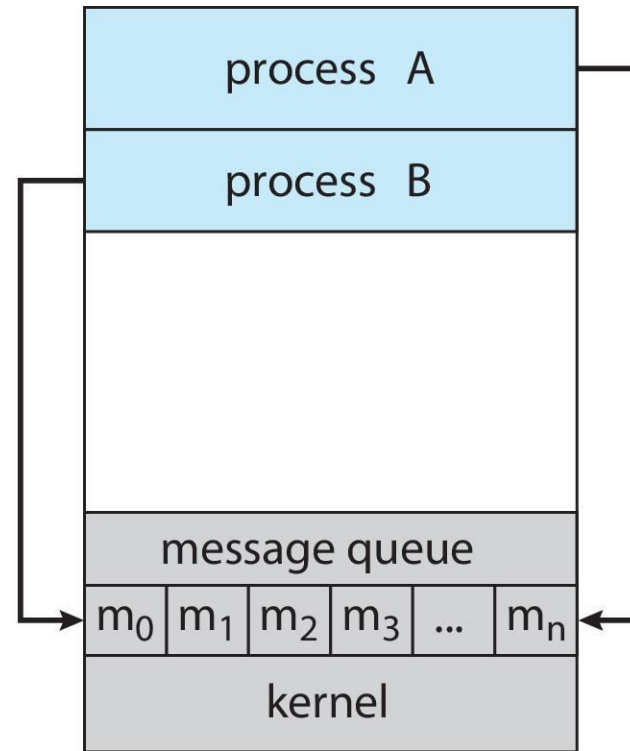 process A
process B
message queue
m₀ m₁ m₂ m₃ ... mₙ
kernel